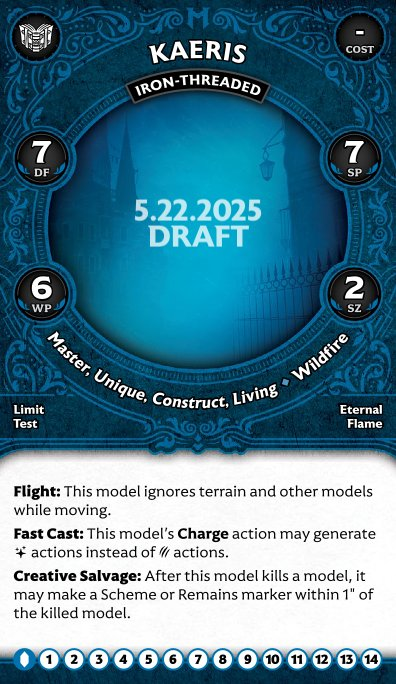 KAERIS
-
COST
IRON-THREADED
7
DF
7
SP
5.22.2025
DRAFT
6
WP
2
SZ
Master, Unique, Construct, Living ◆ Wildfire
Limit
Test
Eternal
Flame
Flight: This model ignores terrain and other models
while moving.
Fast Cast: This model's Charge action may generate
actions instead of actions.
Creative Salvage: After this model kills a model, it
may make a Scheme or Remains marker within 1" of
the killed model.
1 2 3 4 5 6 7 8 9 10 11 12 13 14